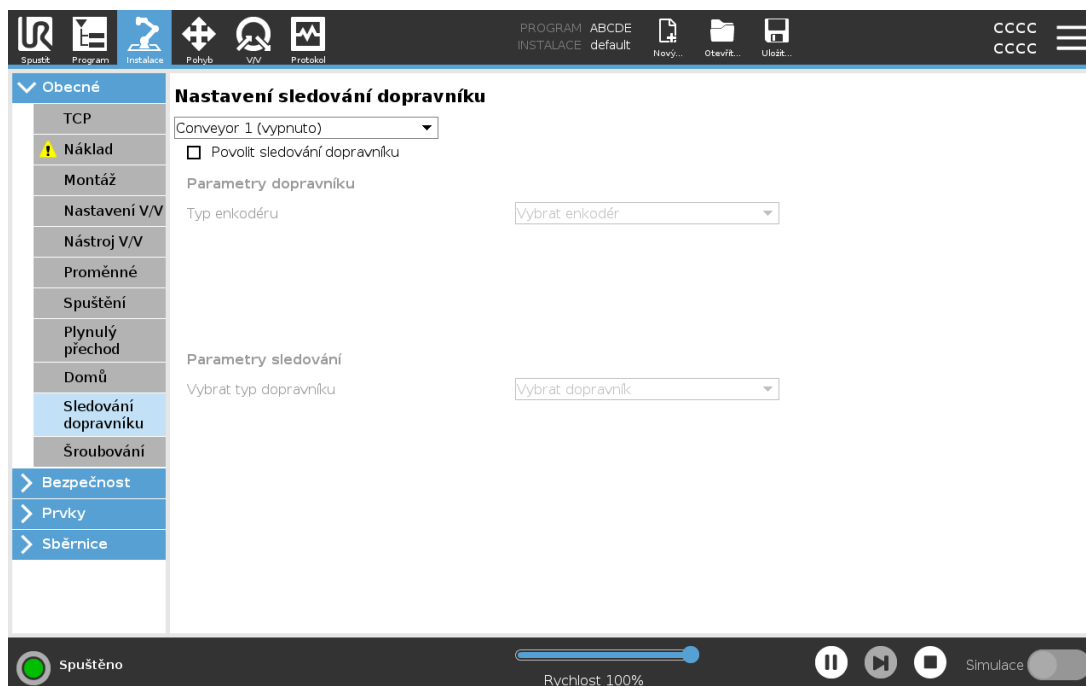 UR
Spustit
Program
Instalace
Pohyb
V/V
Protokol
PROGRAM ABCDE
INSTALACE default
Nový...
Otevřít...
Uložit...
CCCC
CCCC
Obecné
TCP
Náklad
Montáž
Nastavení V/V
Nástroj V/V
Proměnné
Spuštění
Plynulý
přechod
Domů
Sledování
dopravníku
Šroubování
Bezpečnost
Prvky
Sběrnice
Nastavení sledování dopravníku
Conveyor 1 (vypnuto)
Povolit sledování dopravníku
Parametry dopravníku
Typ enkodéru
Vybrat enkodér
Parametry sledování
Vybrat typ dopravníku
Vybrat dopravník
Spuštěno
Rychlost 100%
Simulace